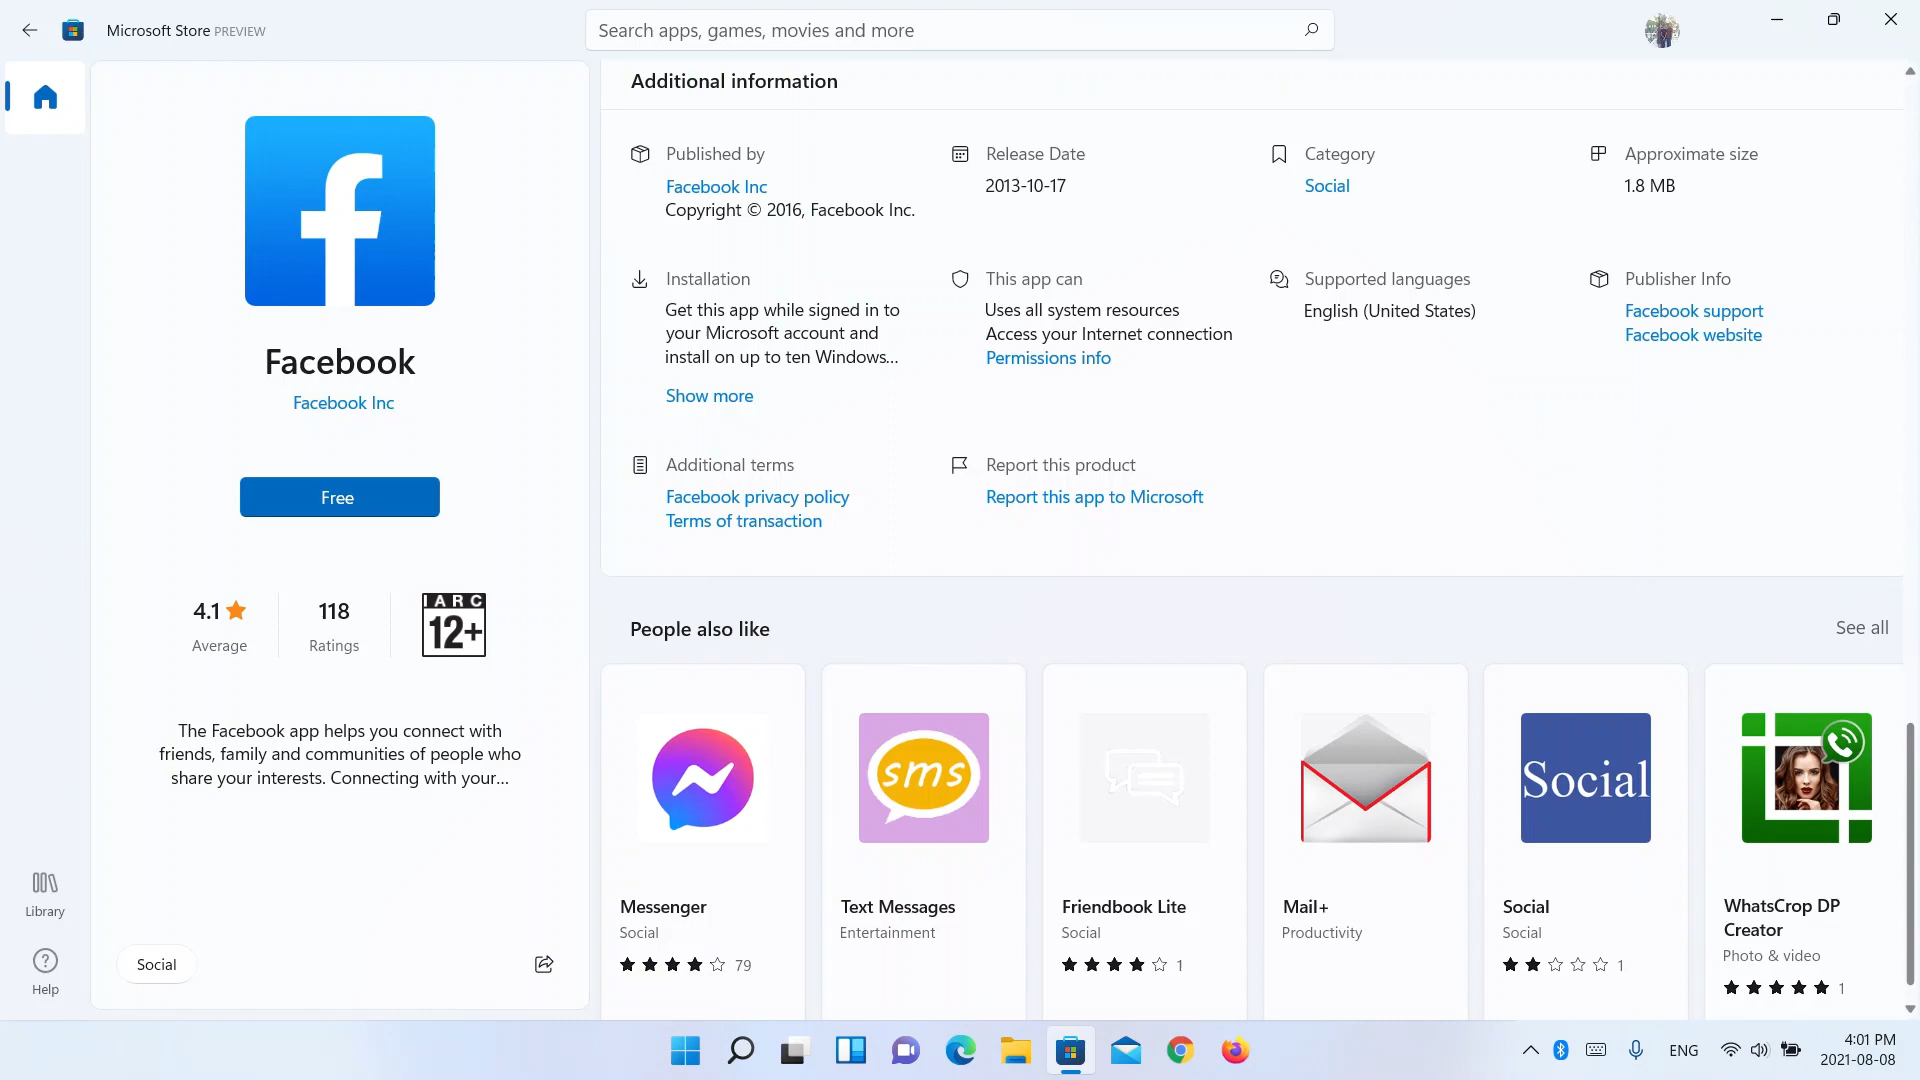 Microsoft Store PREVIEW
Search apps, games, movies and more
Facebook
Facebook Inc
Free
4.1
Average
118
Ratings
IARC
12+
The Facebook app helps you connect with
friends, family and communities of people who
share your interests. Connecting with your...
Social
Library
Help
Additional information
Published by
Facebook Inc
Copyright © 2016, Facebook Inc.
Release Date
2013-10-17
Category
Social
Approximate size
1.8 MB
Installation
Get this app while signed in to
your Microsoft account and
install on up to ten Windows...
Show more
This app can
Uses all system resources
Access your Internet connection
Permissions info
Supported languages
English (United States)
Publisher Info
Facebook support
Facebook website
Additional terms
Facebook privacy policy
Terms of transaction
Report this product
Report this app to Microsoft
People also like
See all
Messenger
Social
79
sms
Text Messages
Entertainment
Friendbook Lite
Social
1
Mail+
Productivity
Social
Social
Social
1
WhatsCrop DP
Creator
Photo & video
1
ENG
4:01 PM
2021-08-08